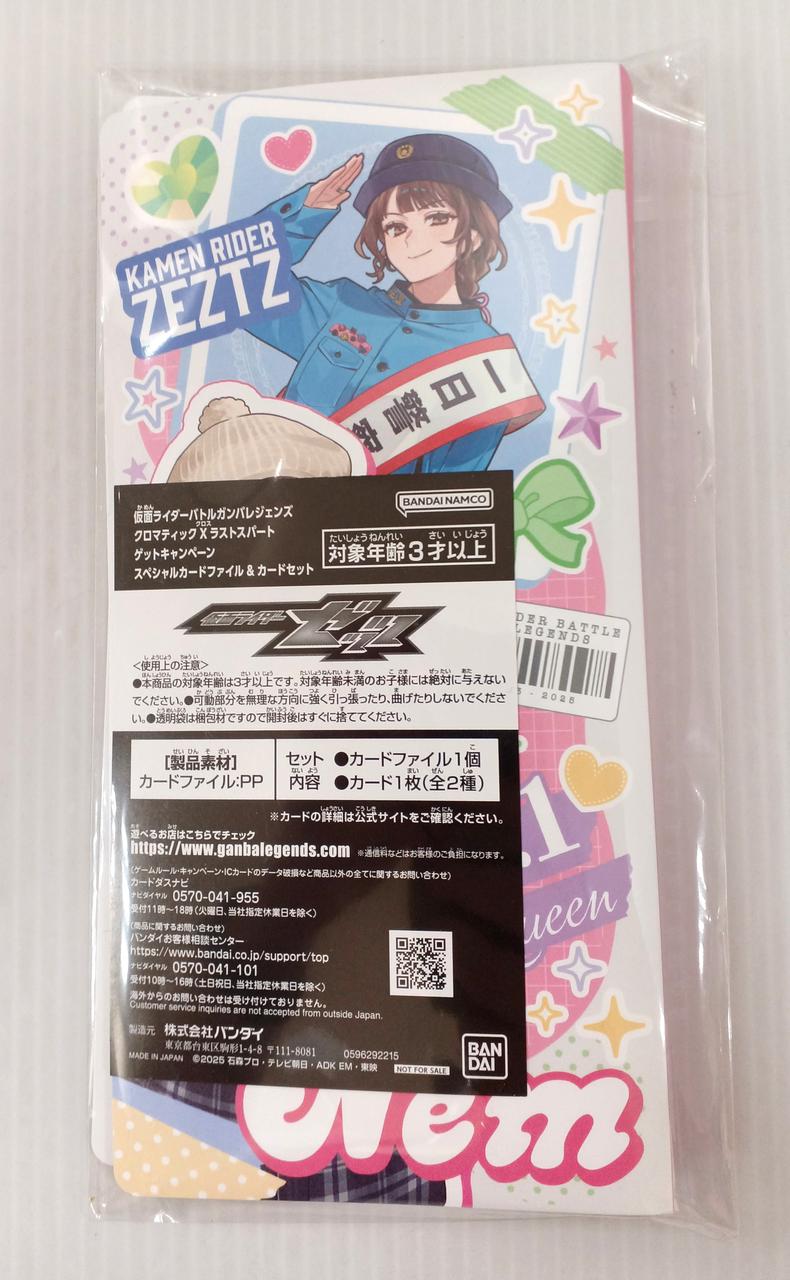 KAMEN RIDER
ZEZTZ
一日警察
BANDAI NAMCO
仮面ライダーバトルガンバレジェンズ
クロマティックXラストスパート
ゲットキャンペーン
スペシャルカードファイル&カードセット
対象年齢3才以上
仮面ライダー ゼッツ
DER BATTLE
LEGENDS
3 - 2025
<使用上の注意>
●本商品の対象年齢は3才以上です。対象年齢未満のお子様には絶対に与えない
でください。●可動部分を無理な方向に強く引っ張ったり、曲げたりしないでくださ
い。●透明袋は梱包材ですので開封後はすぐに捨ててください。
[製品素材]
カードファイル:PP
セット内容
●カードファイル1個
●カード1枚(全2種)
※カードの詳細は公式サイトをご確認ください。
遊べるお店はこちらでチェック
https://www.ganbalegends.com ※通信料などはお客様のご負担になります。
(ゲームルール・キャンペーン・ICカードのデータ破損など商品以外の全てに関するお問い合わせ)
カードダスナビ
ナビダイヤル 0570-041-955
受付11時~18時(火曜日、当社指定休業日を除く)
(商品に関するお問い合わせ)
バンダイお客様相談センター
https://www.bandai.co.jp/support/top
ナビダイヤル 0570-041-101
受付10時~16時(土日祝日、当社指定休業日を除く)
海外からのお問い合わせは受け付けておりません。
Customer service inquiries are not accepted from outside Japan.
製造元 株式会社バンダイ
東京都台東区駒形1-4-8 〒111-8081
0596292215
MADE IN JAPAN ©2025 石森プロ・テレビ朝日・ADK EM・東映
NOT FOR SALE
BANDAI
.1
ueen
Nem